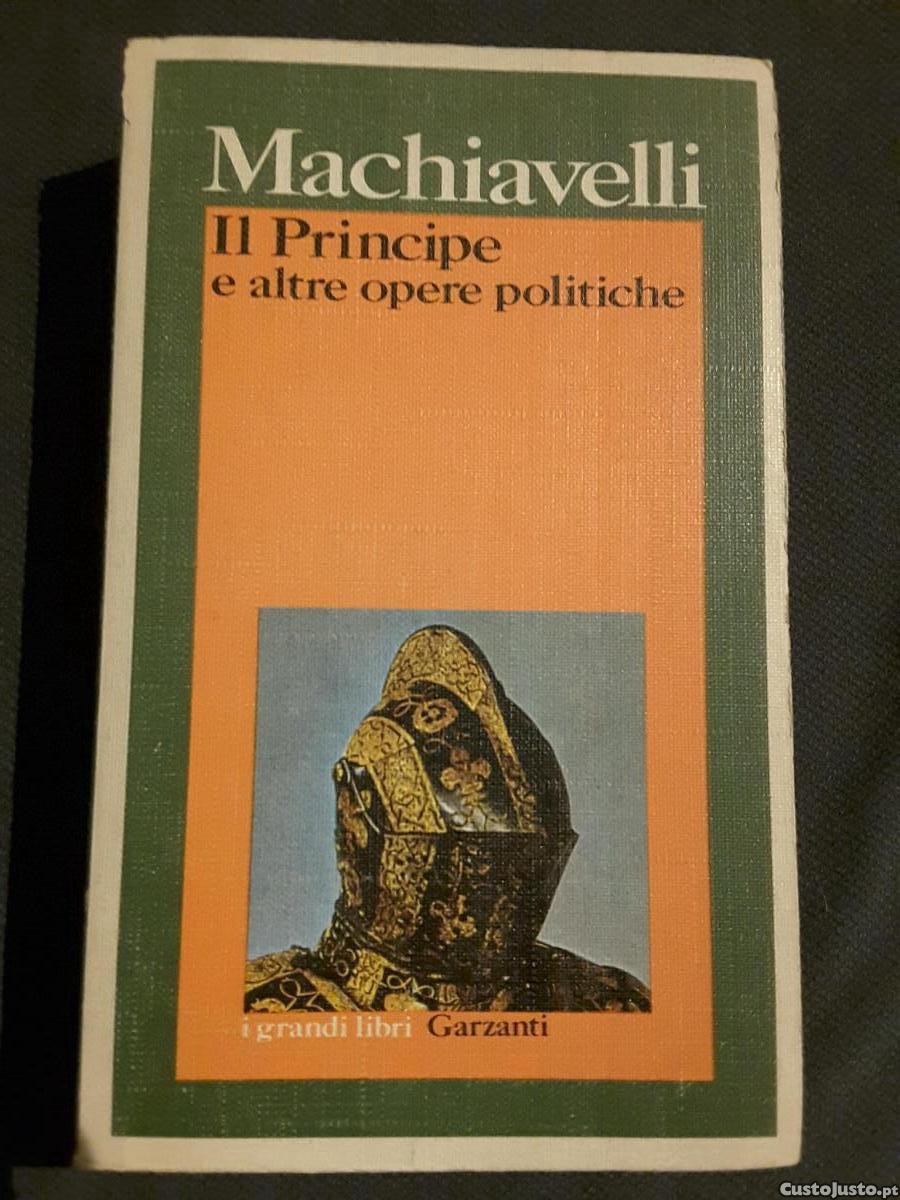 Machiavelli
Il Principe
e altre opere politiche
i grandi libri Garzanti
CustoJusto.pt